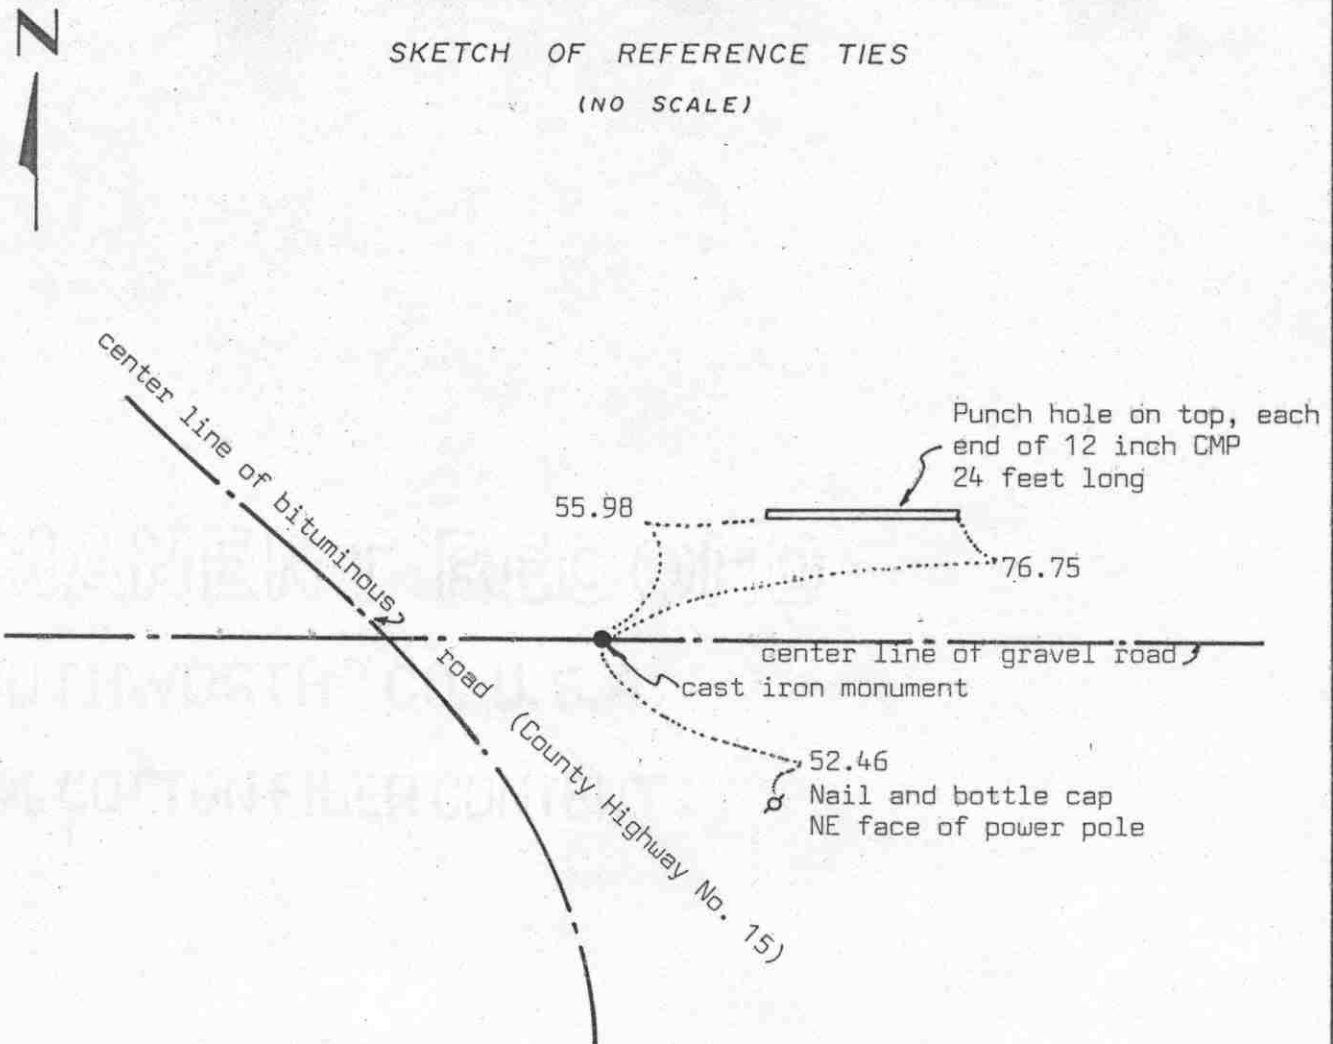 N
SKETCH OF REFERENCE TIES
(NO SCALE)
center line of bituminous
road (County Highway No. 15)
Punch hole on top, each
end of 12 inch CMP
24 feet long
55.98
76.75
center line of gravel road
cast iron monument
52.46
Nail and bottle cap
NE face of power pole